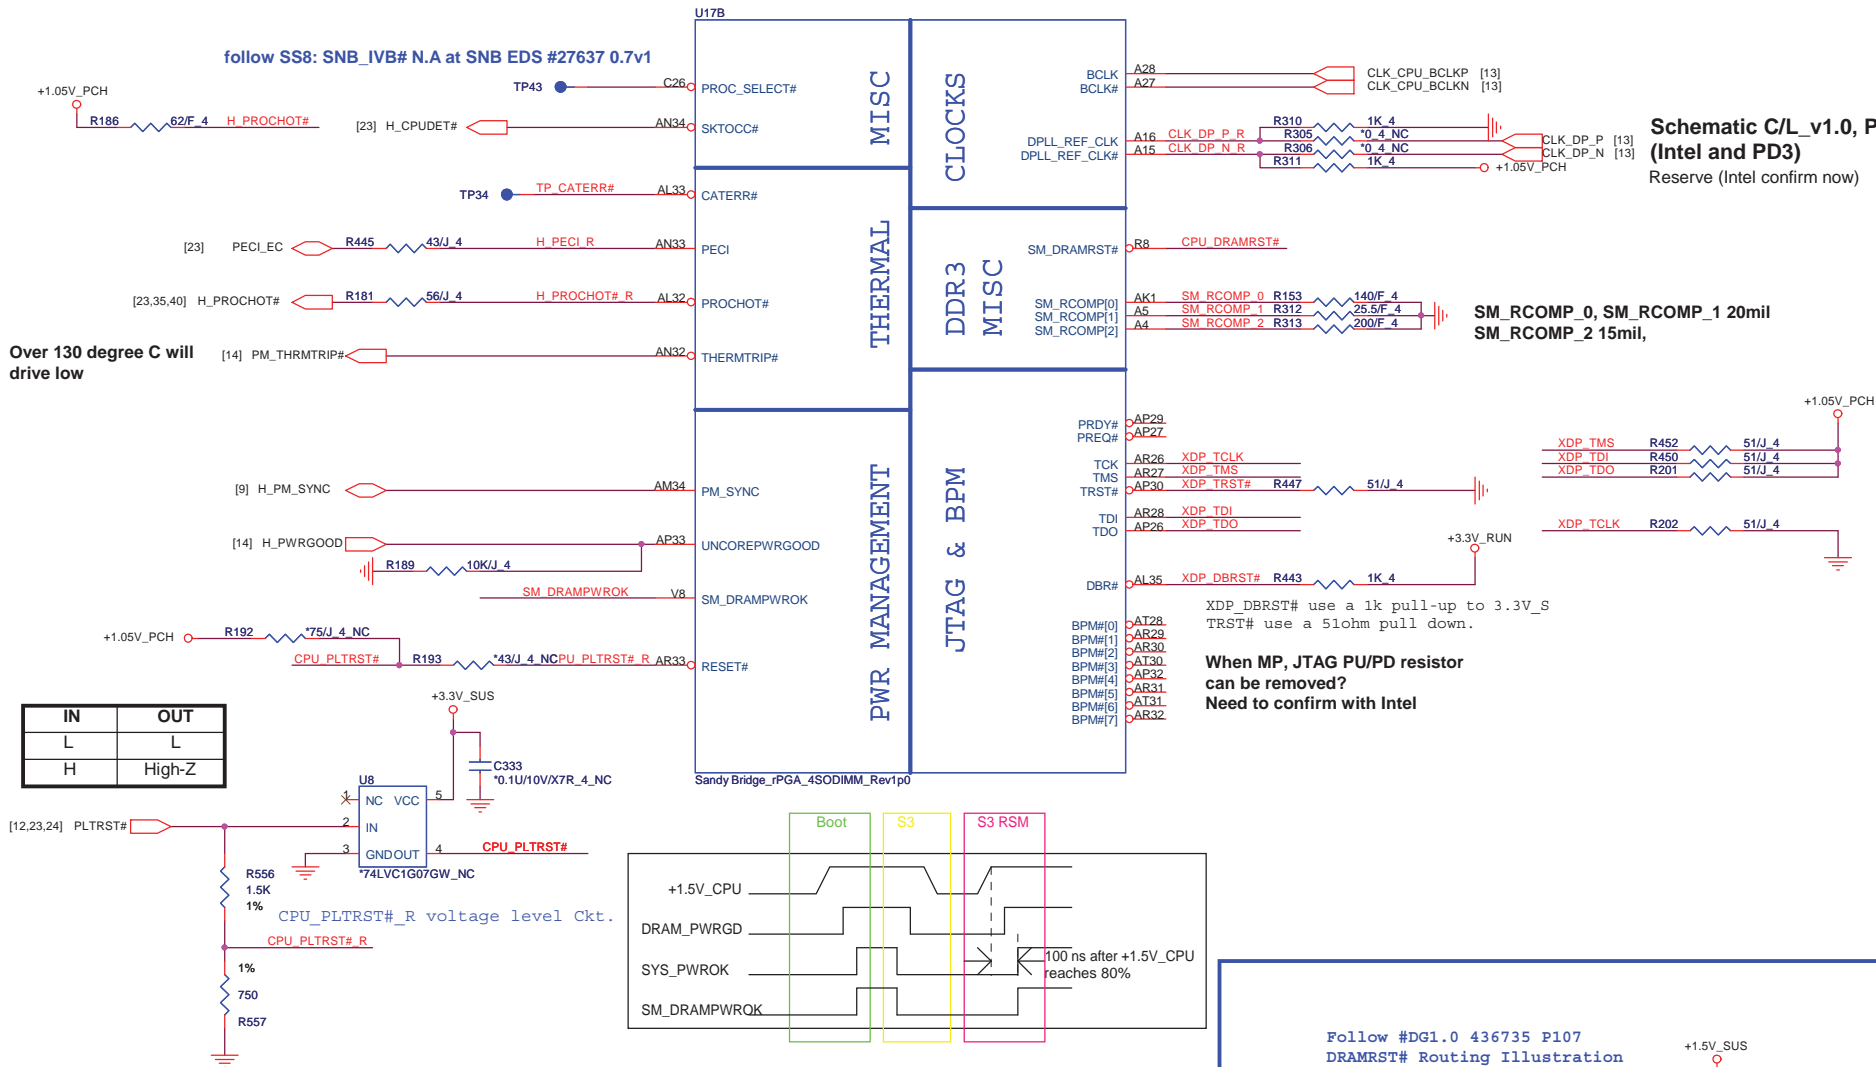 U17B
follow SS8: SNB_IVB# N.A at SNB EDS #27637 0.7v1
TP43
C26
PROC_SELECT#
+1.05V_PCH
R186
62/F_4
H_PROCHOT#
[23] H_CPUDET#
AN34
SKTOCC#
MISC
TP34
TP_CATERR#
AL33
CATERR#
[23]
PECI_EC
R445
43/J_4
H_PECI_R
AN33
PECI
[23,35,40] H_PROCHOT#
R181
56/J_4
H_PROCHOT#_R
AL32
PROCHOT#
THERMAL
Over 130 degree C will
drive low
[14] PM_THRMTRIP#
AN32
THERMTRIP#
[9] H_PM_SYNC
AM34
PM_SYNC
[14] H_PWRGOOD
AP33
UNCOREPWRGOOD
R189
10K/J_4
SM_DRAMPWROK
V8
SM_DRAMPWROK
+1.05V_PCH
R192
*75/J_4_NC
CPU_PLTRST#
R193
*43/J_4_NC
PU_PLTRST#_R
AR33
RESET#
PWR MANAGEMENT
CLOCKS
BCLK
BCLK#
A28
A27
CLK_CPU_BCLKP [13]
CLK_CPU_BCLKN [13]
DPLL_REF_CLK
DPLL_REF_CLK#
A16
A15
CLK_DP_P_R
CLK_DP_N_R
R310
1K_4
R305
*0_4_NC
R306
*0_4_NC
R311
1K_4
CLK_DP_P [13]
CLK_DP_N [13]
+1.05V_PCH
Schematic C/L_v1.0, P
(Intel and PD3)
Reserve (Intel confirm now)
DDR3
MISC
SM_DRAMRST#
R8
CPU_DRAMRST#
SM_RCOMP[0]
SM_RCOMP[1]
SM_RCOMP[2]
AK1
A5
A4
SM_RCOMP_0
R153
140/F_4
SM_RCOMP_1
R312
25.5/F_4
SM_RCOMP_2
R313
200/F_4
SM_RCOMP_0, SM_RCOMP_1 20mil
SM_RCOMP_2 15mil,
JTAG & BPM
PRDY#
PREQ#
AP29
AP27
TCK
TMS
TRST#
AR26
AR27
AP30
XDP_TCLK
XDP_TMS
XDP_TRST#
R447
51/J_4
TDI
TDO
AR28
AP26
XDP_TDI
XDP_TDO
+3.3V_RUN
DBR#
AL35
XDP_DBRST#
R443
1K_4
XDP_DBRST# use a 1k pull-up to 3.3V_S
TRST# use a 51ohm pull down.
BPM#[0]
BPM#[1]
BPM#[2]
BPM#[3]
BPM#[4]
BPM#[5]
BPM#[6]
BPM#[7]
AT28
AR29
AR30
AT30
AP32
AR31
AT31
AR32
When MP, JTAG PU/PD resistor
can be removed?
Need to confirm with Intel
+1.05V_PCH
XDP_TMS
R452
51/J_4
XDP_TDI
R450
51/J_4
XDP_TDO
R201
51/J_4
XDP_TCLK
R202
51/J_4
Sandy Bridge_rPGA_4SODIMM_Rev1p0
IN OUT
L L
H High-Z
+3.3V_SUS
C333
*0.1U/10V/X7R_4_NC
U8
1
NC VCC
5
2
IN
3
GND OUT
4
CPU_PLTRST#
*74LVC1G07GW_NC
[12,23,24] PLTRST#
R556
1.5K
1%
CPU_PLTRST#_R voltage level Ckt.
CPU_PLTRST#_R
1%
750
R557
Boot
S3
S3 RSM
+1.5V_CPU
DRAM_PWRGD
SYS_PWROK
SM_DRAMPWROK
100 ns after +1.5V_CPU
reaches 80%
Follow #DG1.0 436735 P107
DRAMRST# Routing Illustration
+1.5V_SUS